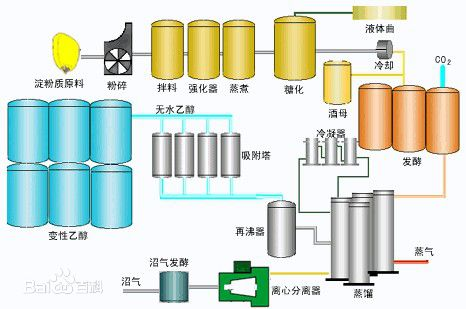 液体曲
淀粉质原料
粉碎
拌料
强化器
蒸煮
糖化
冷却
酒母
CO₂
发酵
无水乙醇
冷凝器
吸附塔
变性乙醇
再沸器
蒸气
沼气发酵
沼气
离心分离器
蒸馏
Bai百科